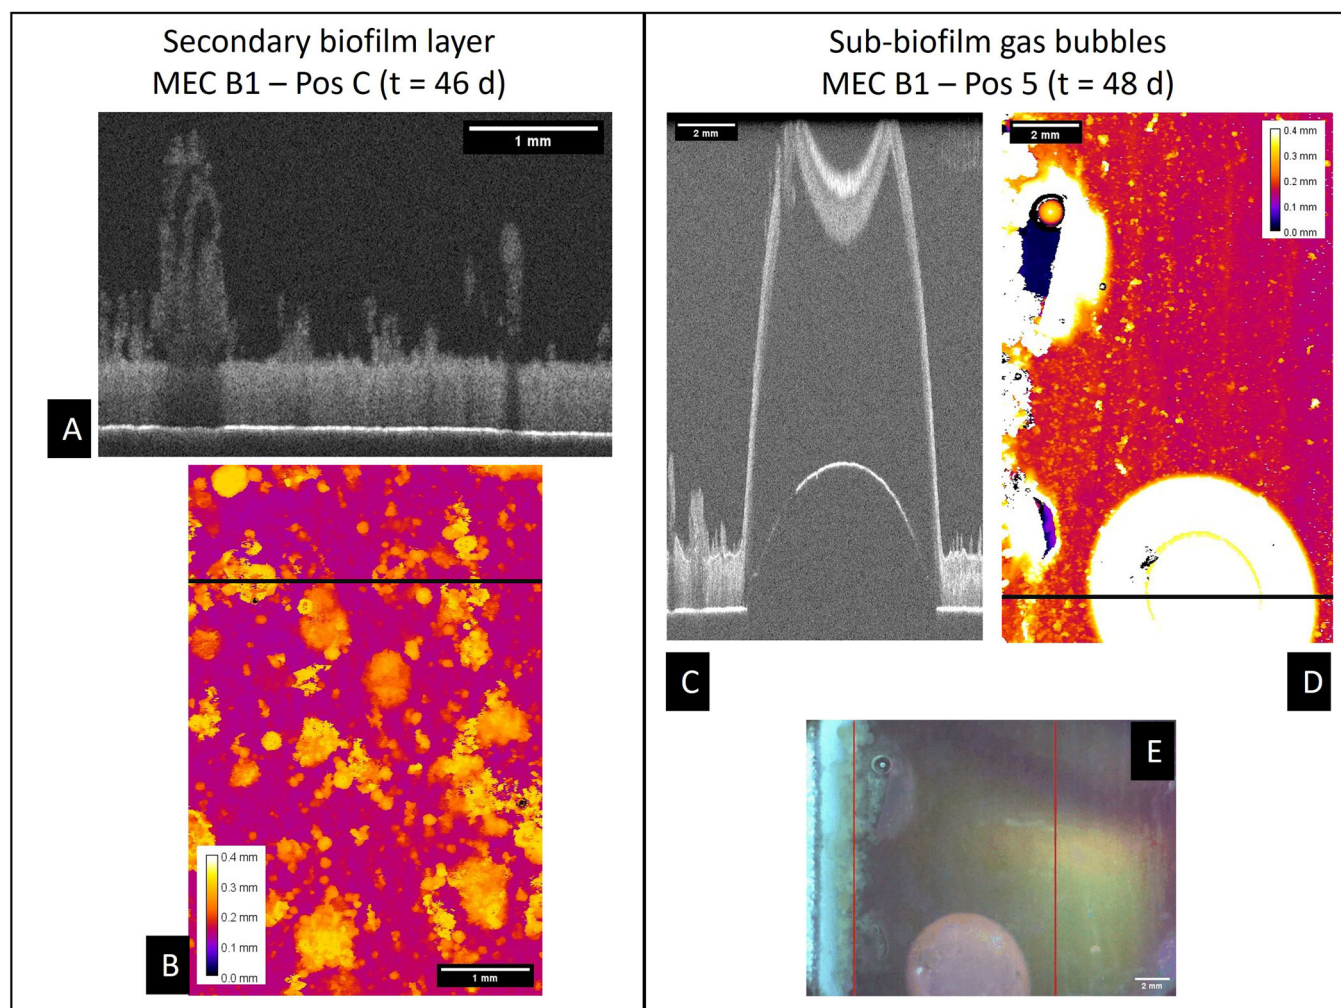 Secondary biofilm layer
MEC B1 – Pos C (t = 46 d)
1 mm
A
0.4 mm
0.3 mm
0.2 mm
0.1 mm
0.0 mm
B
1 mm
Sub-biofilm gas bubbles
MEC B1 – Pos 5 (t = 48 d)
2 mm
C
2 mm
0.4 mm
0.3 mm
0.2 mm
0.1 mm
0.0 mm
D
E
2 mm